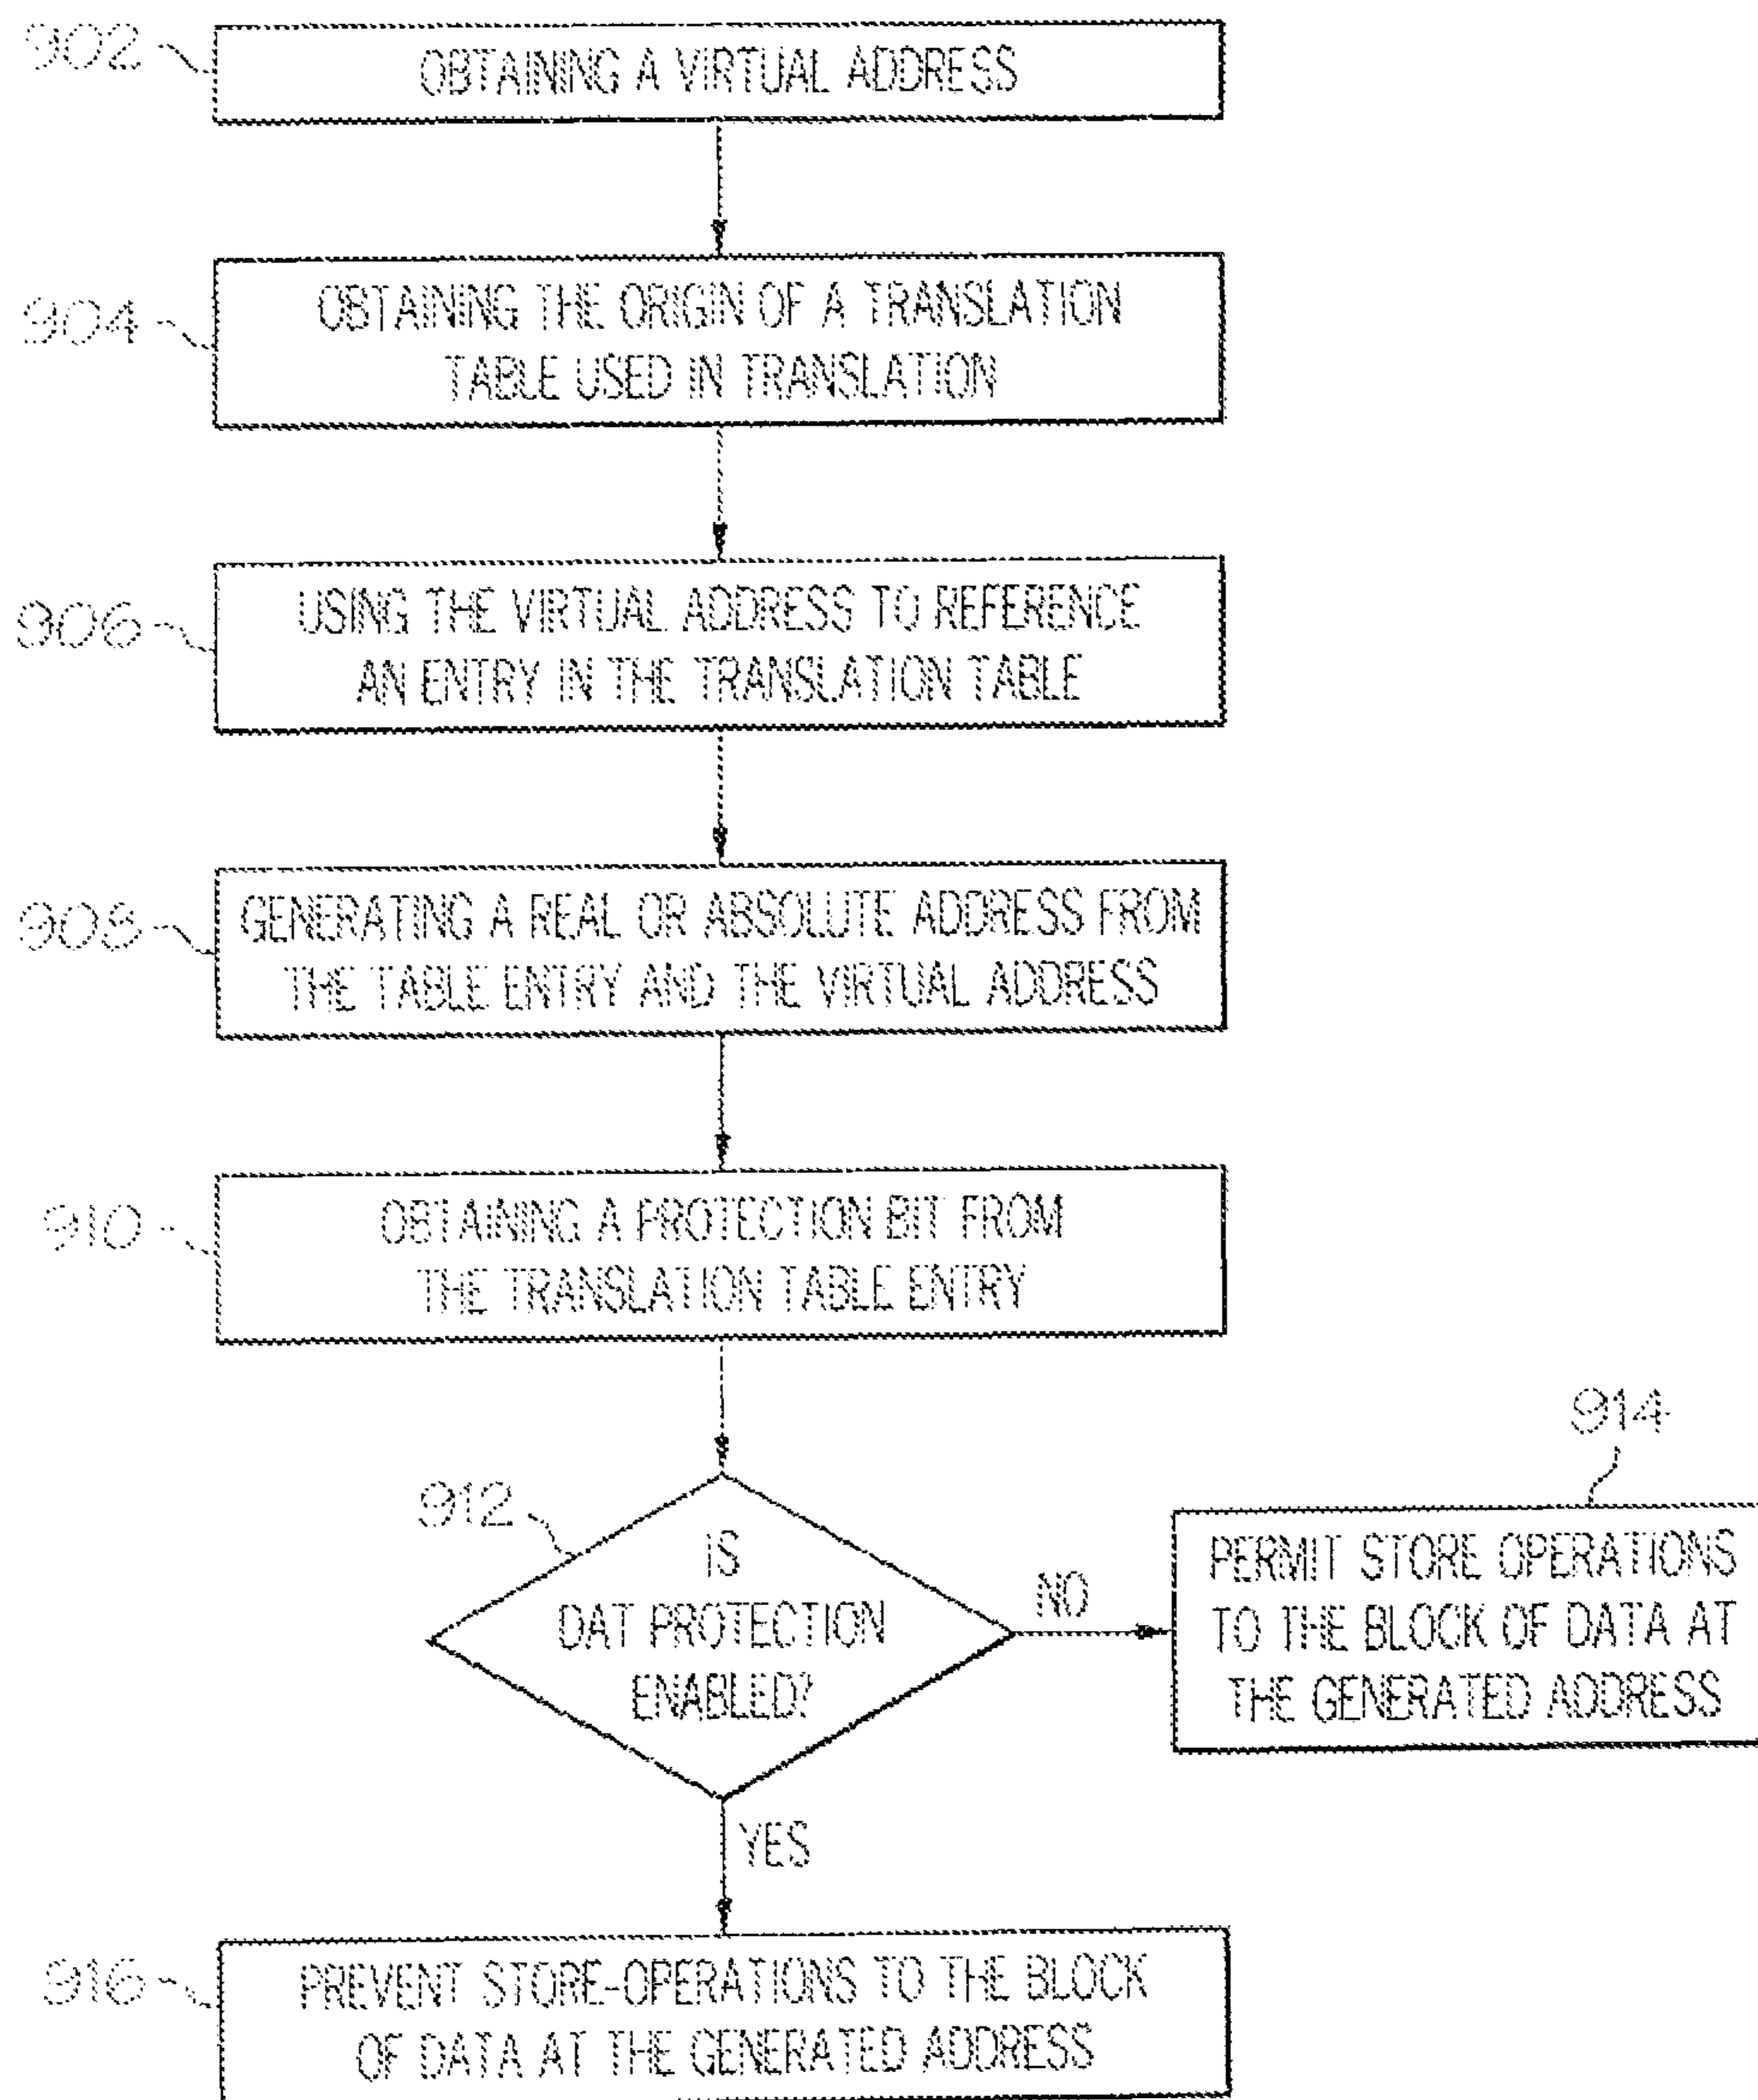 902
OBTAINING A VIRTUAL ADDRESS
904
OBTAINING THE ORIGIN OF A TRANSLATION
TABLE USED IN TRANSLATION
906
USING THE VIRTUAL ADDRESS TO REFERENCE
AN ENTRY IN THE TRANSLATION TABLE
908
GENERATING A REAL OR ABSOLUTE ADDRESS FROM
THE TABLE ENTRY AND THE VIRTUAL ADDRESS
910
OBTAINING A PROTECTION BIT FROM
THE TRANSLATION TABLE ENTRY
912
IS
DAT PROTECTION
ENABLED?
NO
914
PERMIT STORE OPERATIONS
TO THE BLOCK OF DATA AT
THE GENERATED ADDRESS
YES
916
PREVENT STORE-OPERATIONS TO THE BLOCK
OF DATA AT THE GENERATED ADDRESS